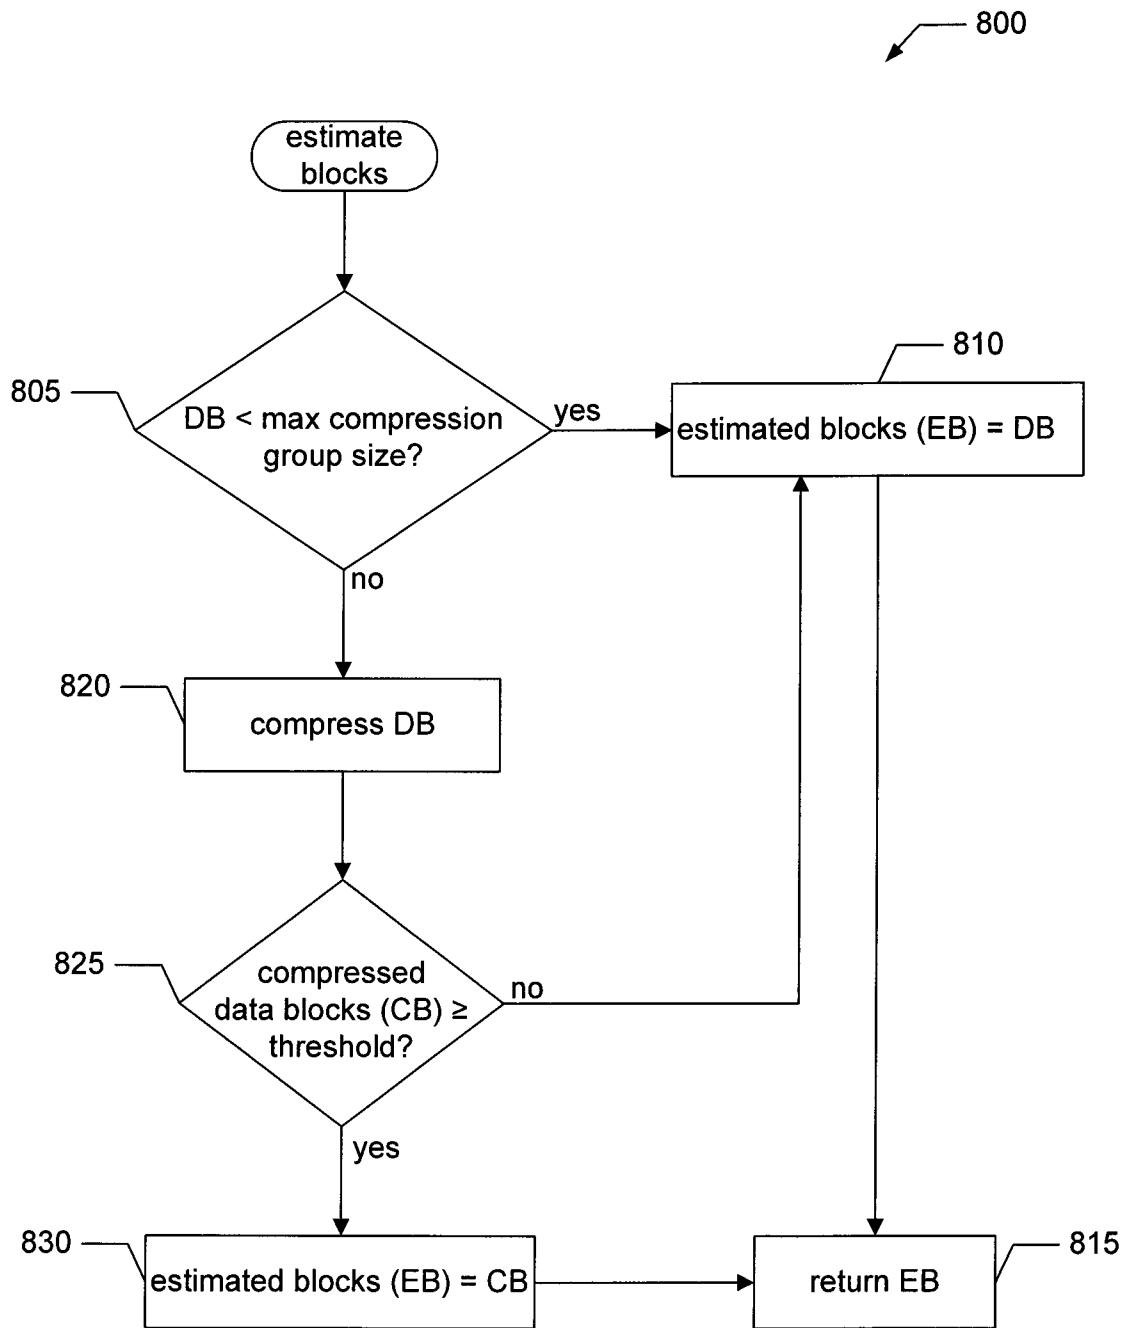 800
estimate
blocks
805
DB < max compression
group size?
yes
810
estimated blocks (EB) = DB
no
820
compress DB
825
compressed
data blocks (CB) ≥
threshold?
no
yes
830
estimated blocks (EB) = CB
815
return EB